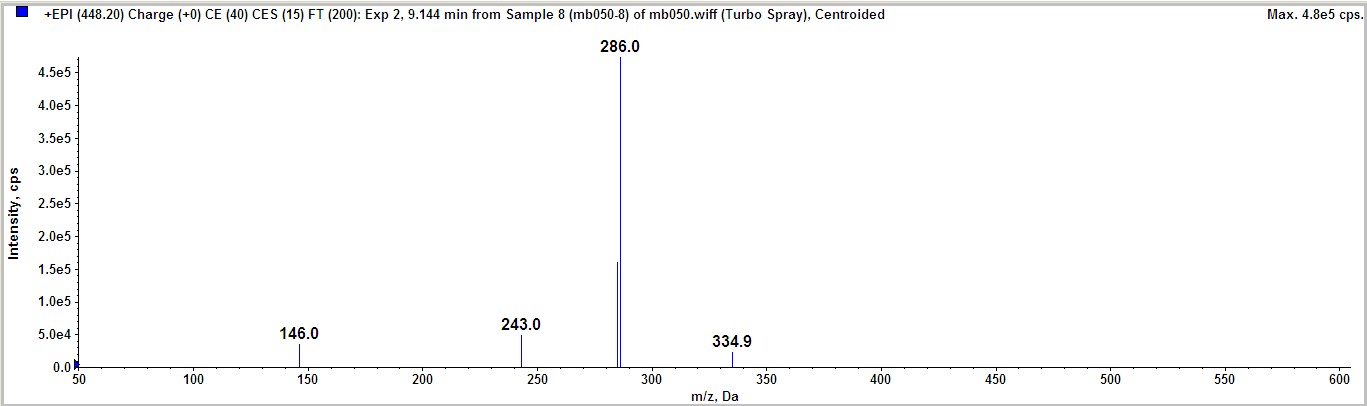 +EPI (448.20) Charge (+0) CE (40) CES (15) FT (200): Exp 2, 9.144 min from Sample 8 (mb050-8) of mb050.wiff (Turbo Spray), Centroided
Max. 4.8e5 cps.
286.0
4.5e5
4.0e5
3.5e5
3.0e5
2.5e5
2.0e5
1.5e5
1.0e5
5.0e4
0.0
Intensity, cps
146.0
243.0
334.9
50 100 150 200 250 300 350 400 450 500 550 600
m/z, Da